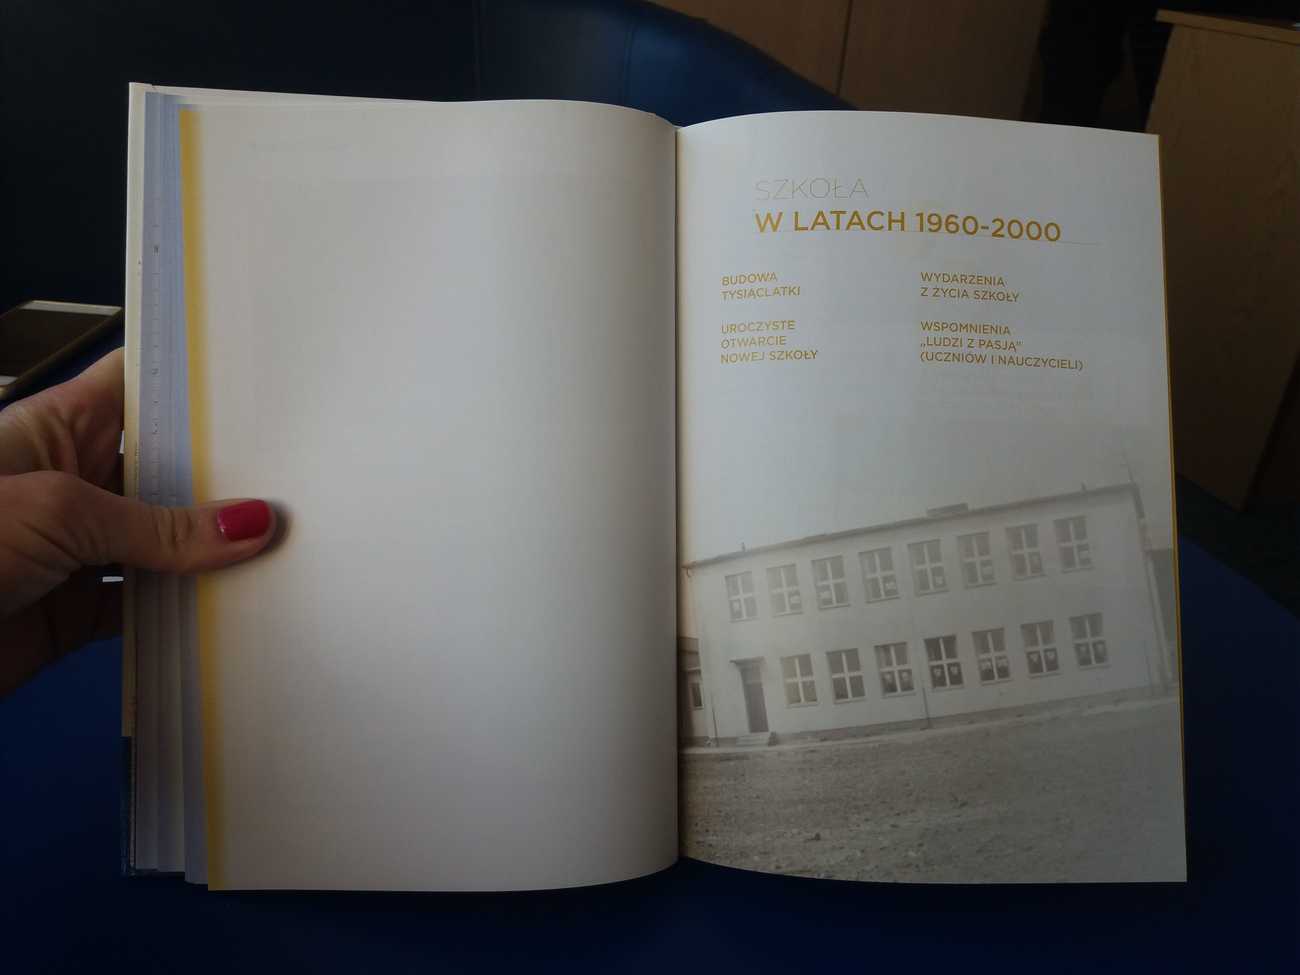 SZKOŁA
W LATACH 1960-2000
BUDOWA
TYSIĄCLATKI
UROCZYSTE
OTWARCIE
NOWEJ SZKOŁY
WYDARZENIA
Z ŻYCIA SZKOŁY
WSPOMNIENIA
„LUDZI Z PASJĄ"
(UCZNIÓW I NAUCZYCIELI)